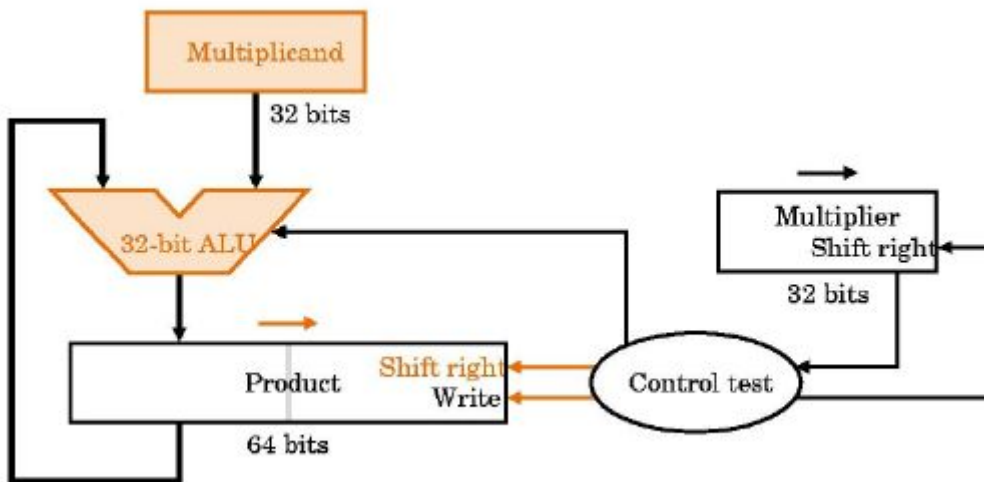 Multiplicand
32 bits
32-bit ALU
Multiplier
Shift right
32 bits
Product
Shift right
Write
64 bits
Control test